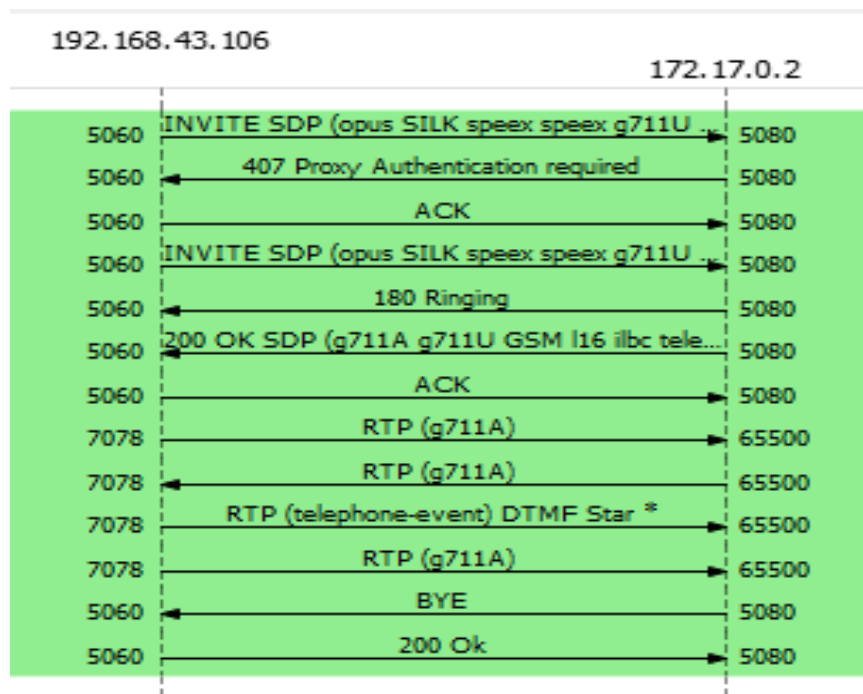 192.168.43.106
172.17.0.2
5060 INVITE SDP (opus SILK speex speex g711U ... 5080
5060 407 Proxy Authentication required 5080
5060 ACK 5080
5060 INVITE SDP (opus SILK speex speex g711U ... 5080
5060 180 Ringing 5080
5060 200 OK SDP (g711A g711U GSM l16 ilbc tele... 5080
5060 ACK 5080
7078 RTP (g711A) 65500
7078 RTP (g711A) 65500
7078 RTP (telephone-event) DTMF Star * 65500
7078 RTP (g711A) 65500
5060 BYE 5080
5060 200 Ok 5080